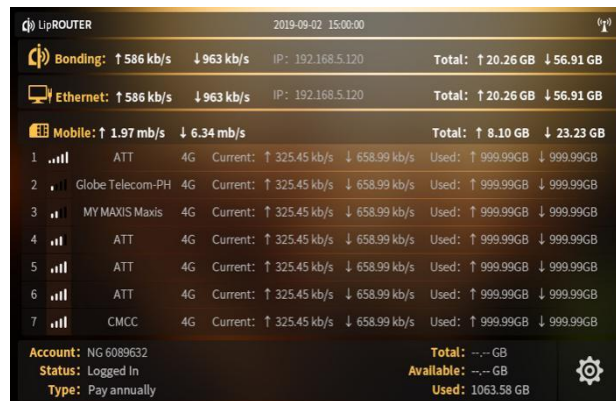 LipROUTER 2019-09-02 15:00:00
Bonding: ↑ 586 kb/s ↓ 963 kb/s IP: 192.168.5.120 Total: ↑ 20.26 GB ↓ 56.91 GB
Ethernet: ↑ 586 kb/s ↓ 963 kb/s IP: 192.168.5.120 Total: ↑ 20.26 GB ↓ 56.91 GB
Mobile: ↑ 1.97 mb/s ↓ 6.34 mb/s Total: ↑ 8.10 GB ↓ 23.23 GB
1 ATT 4G Current: ↑ 325.45 kb/s ↓ 658.99 kb/s Used: ↑ 999.99GB ↓ 999.99GB
2 Globe Telecom-PH 4G Current: ↑ 325.45 kb/s ↓ 658.99 kb/s Used: ↑ 999.99GB ↓ 999.99GB
3 MY MAXIS Maxis 4G Current: ↑ 325.45 kb/s ↓ 658.99 kb/s Used: ↑ 999.99GB ↓ 999.99GB
4 ATT 4G Current: ↑ 325.45 kb/s ↓ 658.99 kb/s Used: ↑ 999.99GB ↓ 999.99GB
5 ATT 4G Current: ↑ 325.45 kb/s ↓ 658.99 kb/s Used: ↑ 999.99GB ↓ 999.99GB
6 ATT 4G Current: ↑ 325.45 kb/s ↓ 658.99 kb/s Used: ↑ 999.99GB ↓ 999.99GB
7 CMCC 4G Current: ↑ 325.45 kb/s ↓ 658.99 kb/s Used: ↑ 999.99GB ↓ 999.99GB
Account: NG 6089632 Total: --.-- GB
Status: Logged In Available: --.-- GB
Type: Pay annually Used: 1063.58 GB